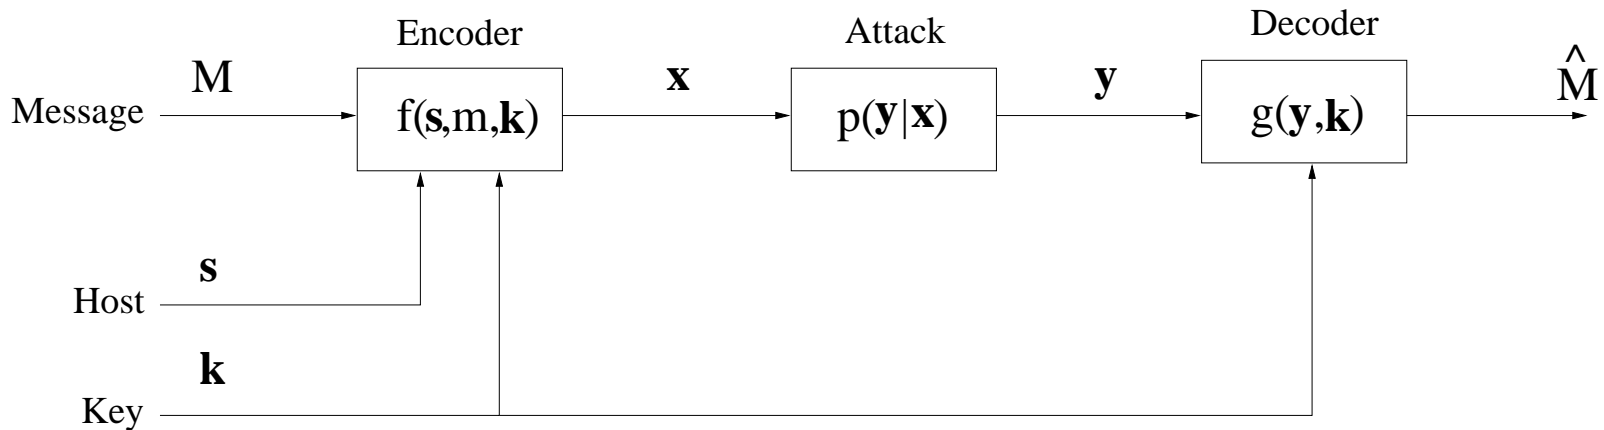 Encoder
Attack
Decoder
Message
M
f(s,m,k)
x
p(y|x)
y
g(y,k)
M̂
s
Host
k
Key